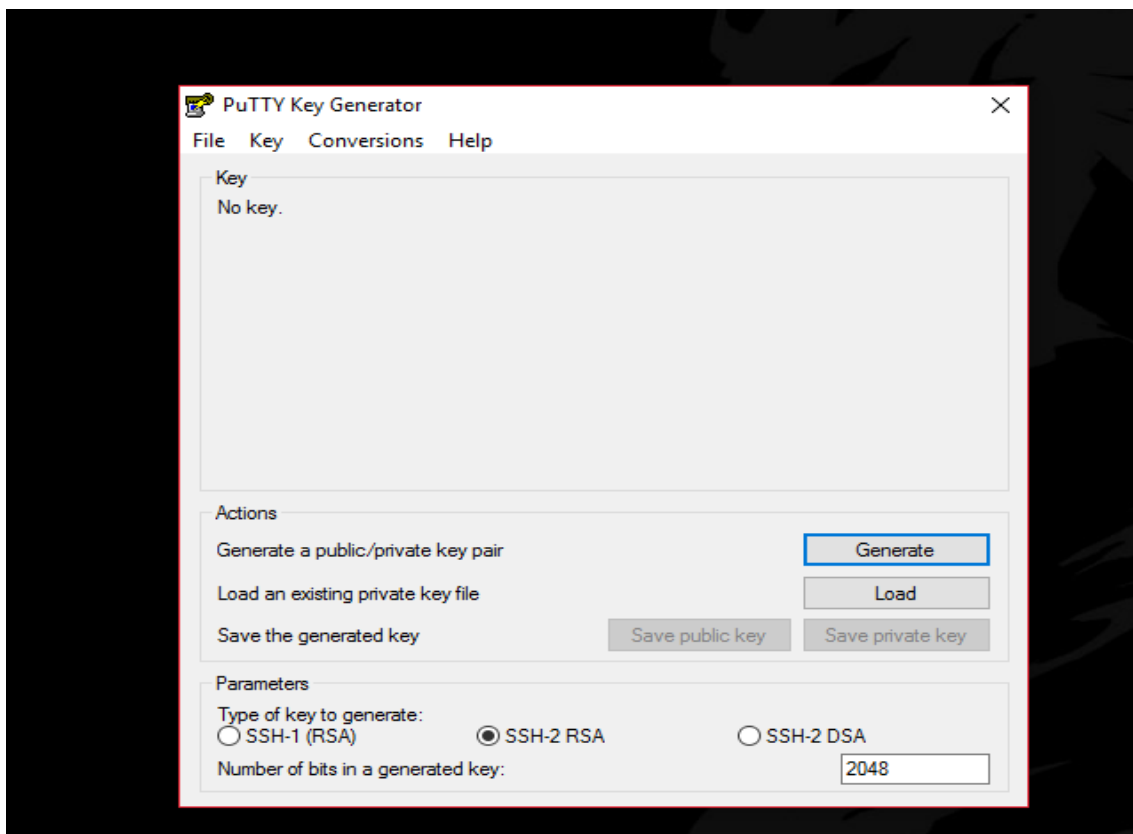 PuTTY Key Generator
File Key Conversions Help
Key
No key.
Actions
Generate a public/private key pair Generate
Load an existing private key file Load
Save the generated key Save public key Save private key
Parameters
Type of key to generate:
SSH-1 (RSA) SSH-2 RSA SSH-2 DSA
Number of bits in a generated key: 2048